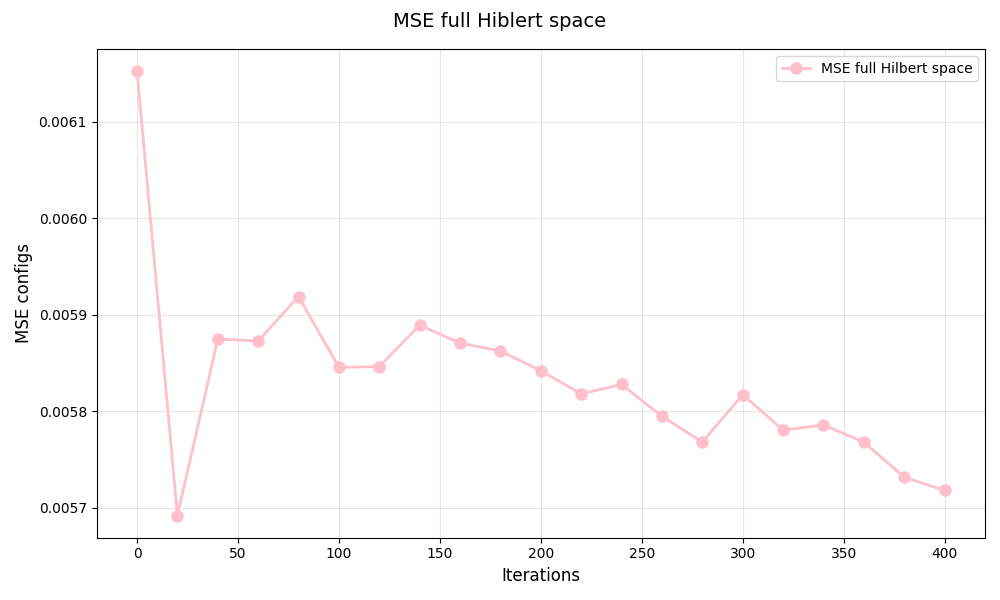 MSE full Hiblert space
MSE full Hilbert space
0.0061
0.0060
0.0059
0.0058
0.0057
MSE configs
0 50 100 150 200 250 300 350 400
Iterations